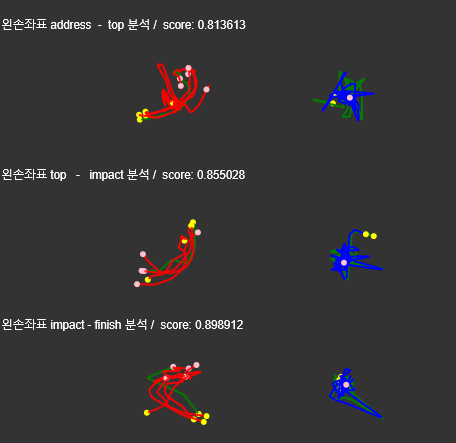 왼손좌표 address - top 분석 / score: 0.813613
왼손좌표 top - impact 분석 / score: 0.855028
왼손좌표 impact - finish 분석 / score: 0.898912